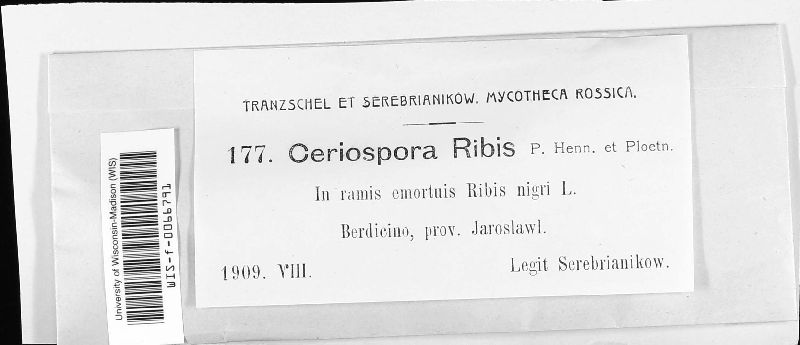 TRANZSCHEL ET SEREBRIANIKOW. MYCOTHECA ROSSICA.
177. Ceriospora Ribis P. Henn. et Ploetn.
In ramis emortuis Ribis nigri L.
Berdicino, prov. Jaroslawl.
1909. VIII.
Legit Serebrianikow.
University of Wisconsin-Madison (WIS)
WIS-f-0066791